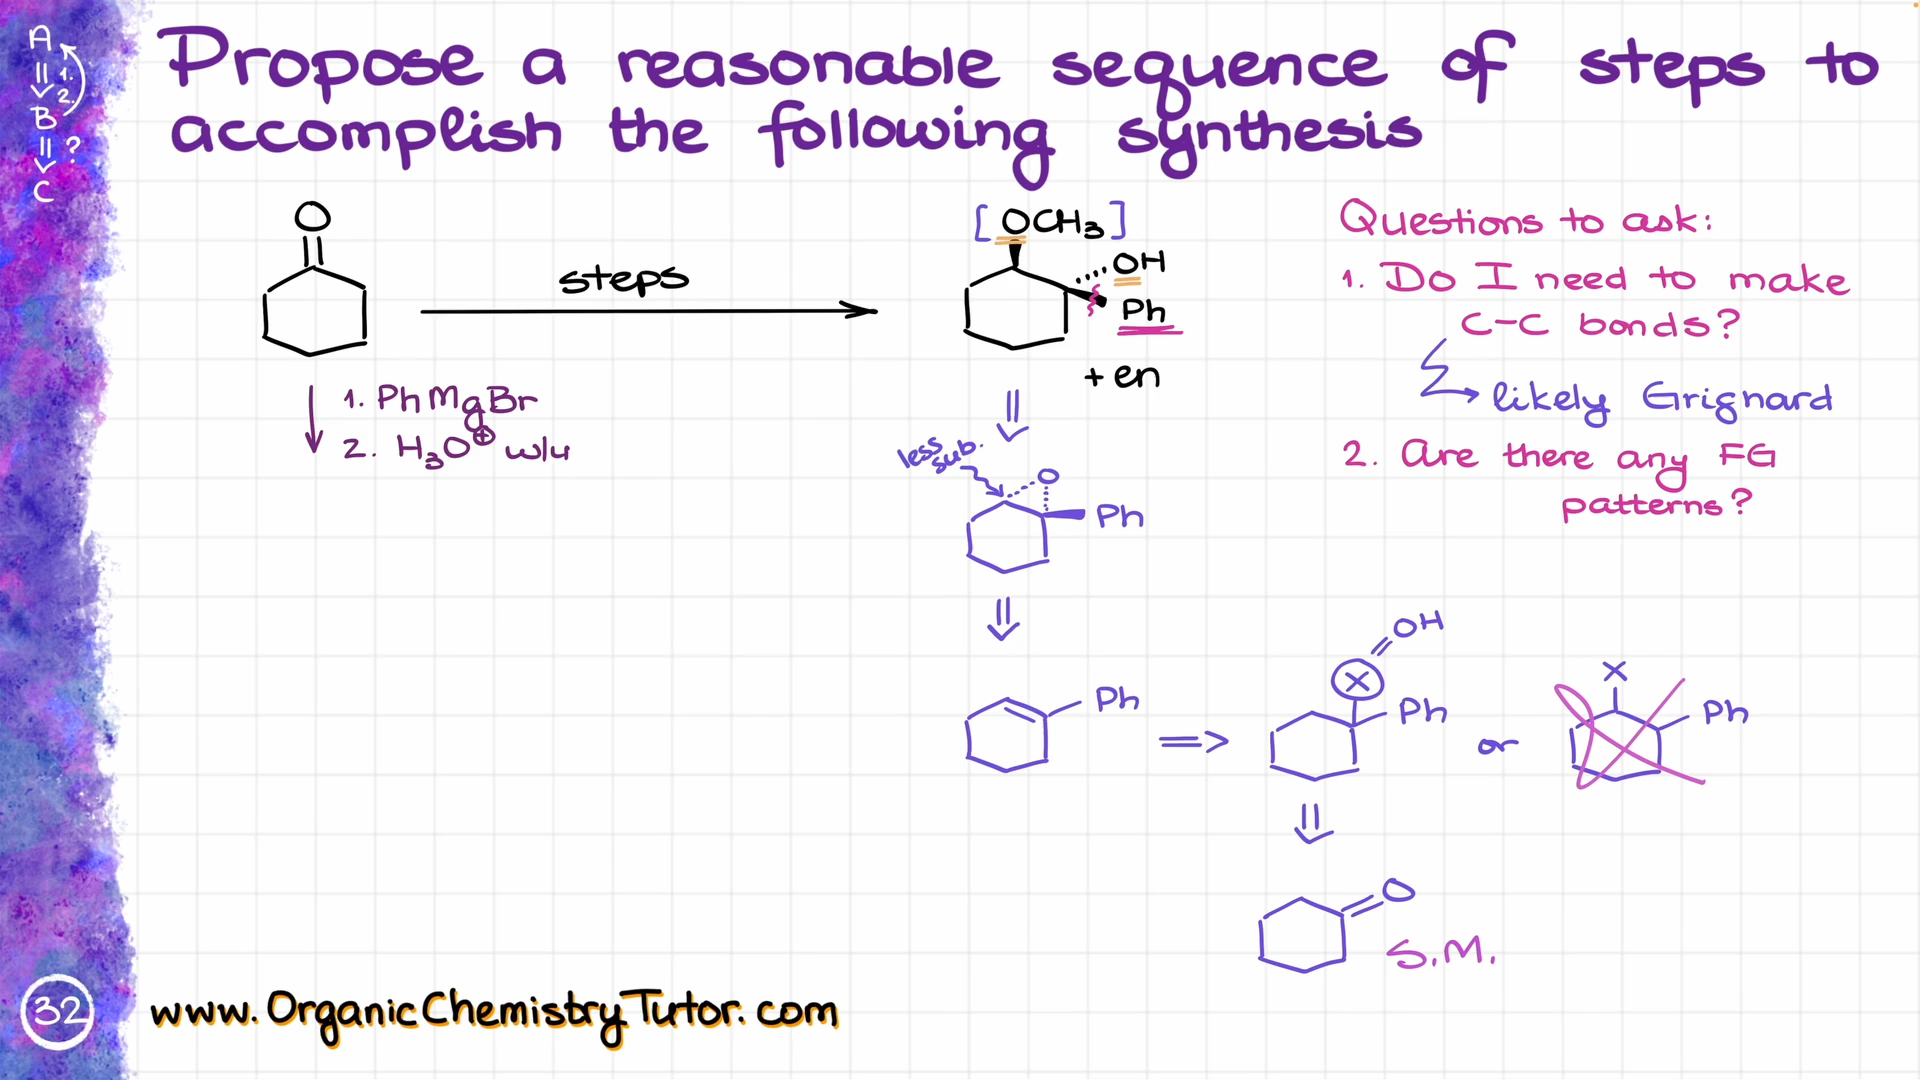 A
1.
2.
B
?
C
Propose a reasonable sequence of steps to
accomplish the following synthesis
O
steps
1. PhMgBr
2. H₃O⊕ w/u
[OCH₃]
OH
Ph
+ en
less sub.
O
Ph
Ph
OH
X
Ph
or
X
Ph
O
S.M.
Questions to ask:
1. Do I need to make
C-C bonds?
likely Grignard
2. Are there any FG
patterns?
32
www.OrganicChemistryTutor.com